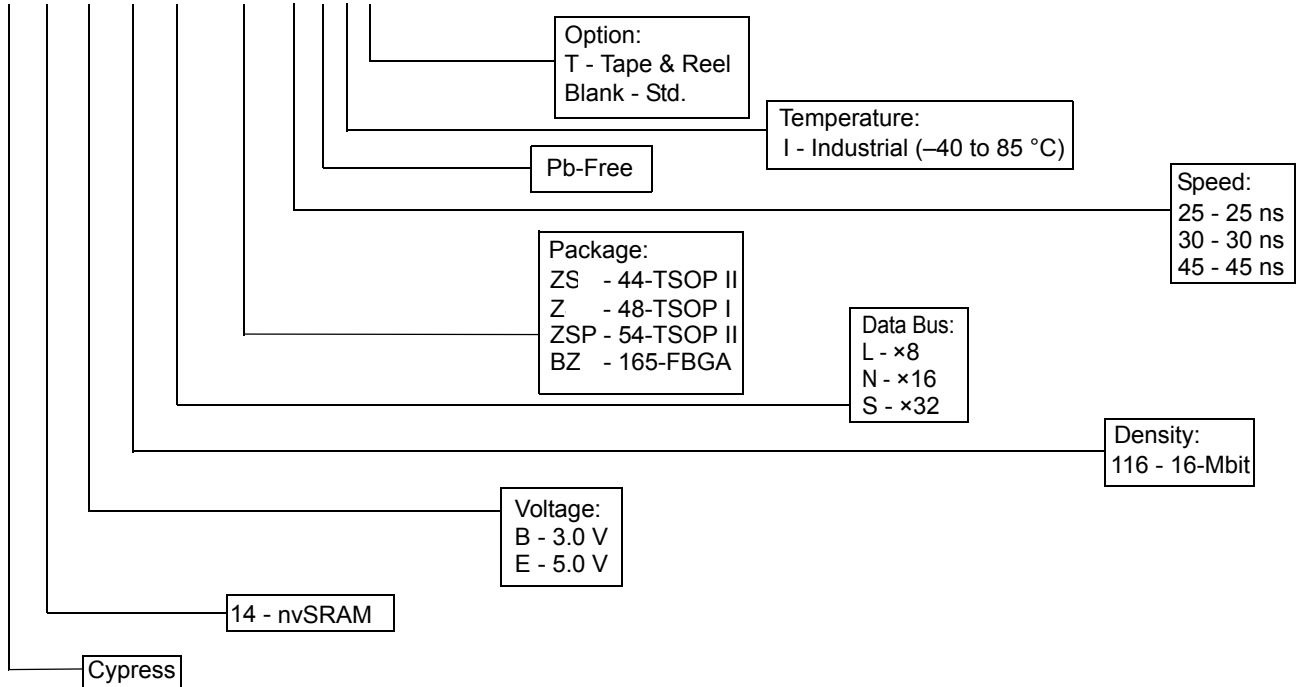 Option:
T - Tape & Reel
Blank - Std.
Temperature:
I - Industrial (–40 to 85 °C)
Pb-Free
Speed:
25 - 25 ns
30 - 30 ns
45 - 45 ns
Package:
ZS - 44-TSOP II
Z - 48-TSOP I
ZSP - 54-TSOP II
BZ - 165-FBGA
Data Bus:
L - ×8
N - ×16
S - ×32
Density:
116 - 16-Mbit
Voltage:
B - 3.0 V
E - 5.0 V
14 - nvSRAM
Cypress